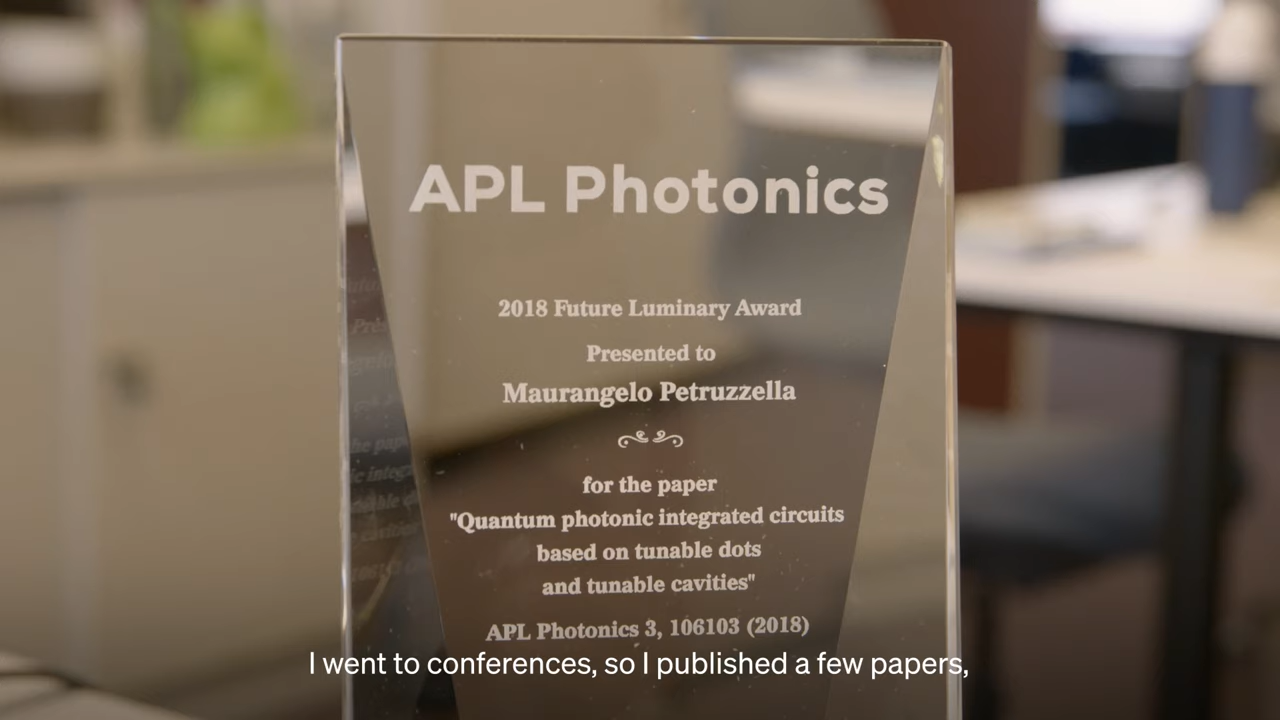 APL Photonics
2018 Future Luminary Award
Presented to
Maurangelo Petruzzella
for the paper
"Quantum photonic integrated circuits
based on tunable dots
and tunable cavities"
APL Photonics 3, 106103 (2018)
I went to conferences, so I published a few papers,